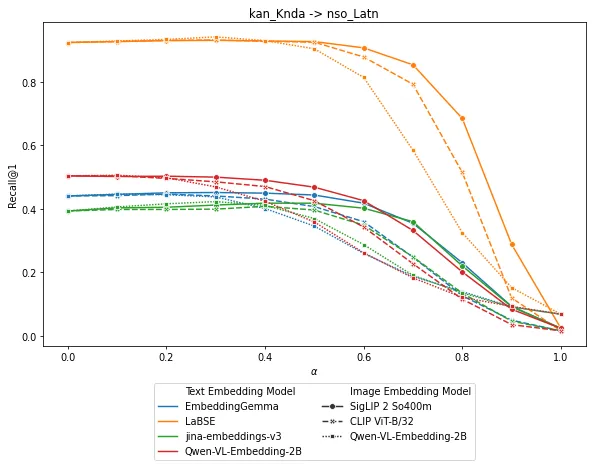 kan_Knda -> nso_Latn
Recall@1
0.8
0.6
0.4
0.2
0.0
0.0 0.2 0.4 0.6 0.8 1.0
α
Text Embedding Model
EmbeddingGemma
LaBSE
jina-embeddings-v3
Qwen-VL-Embedding-2B
Image Embedding Model
SigLIP 2 So400m
CLIP ViT-B/32
Qwen-VL-Embedding-2B